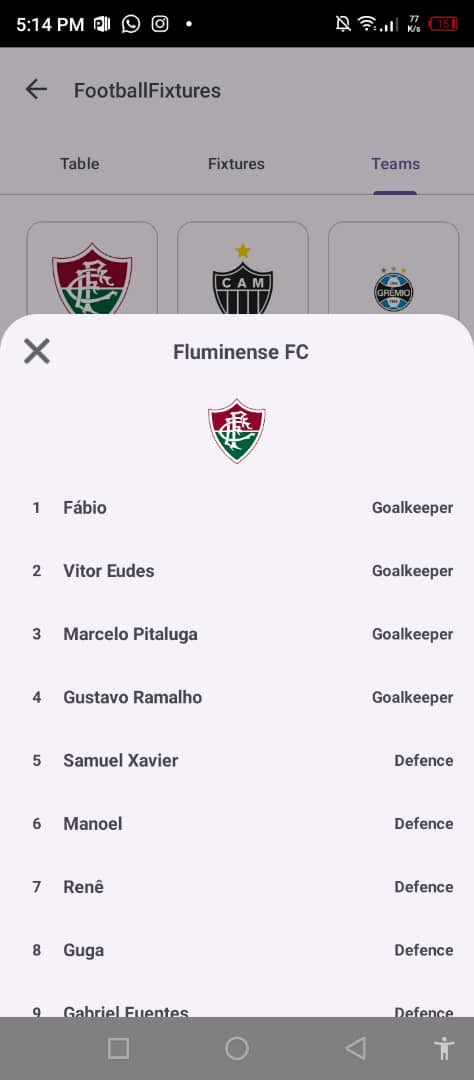 5:14 PM
77
K/s
15
FootballFixtures
Table
Fixtures
Teams
CAM
GRÊMIO
Fluminense FC
1 Fábio Goalkeeper
2 Vitor Eudes Goalkeeper
3 Marcelo Pitaluga Goalkeeper
4 Gustavo Ramalho Goalkeeper
5 Samuel Xavier Defence
6 Manoel Defence
7 Renê Defence
8 Guga Defence
9 Gabriel Fuentes Defence